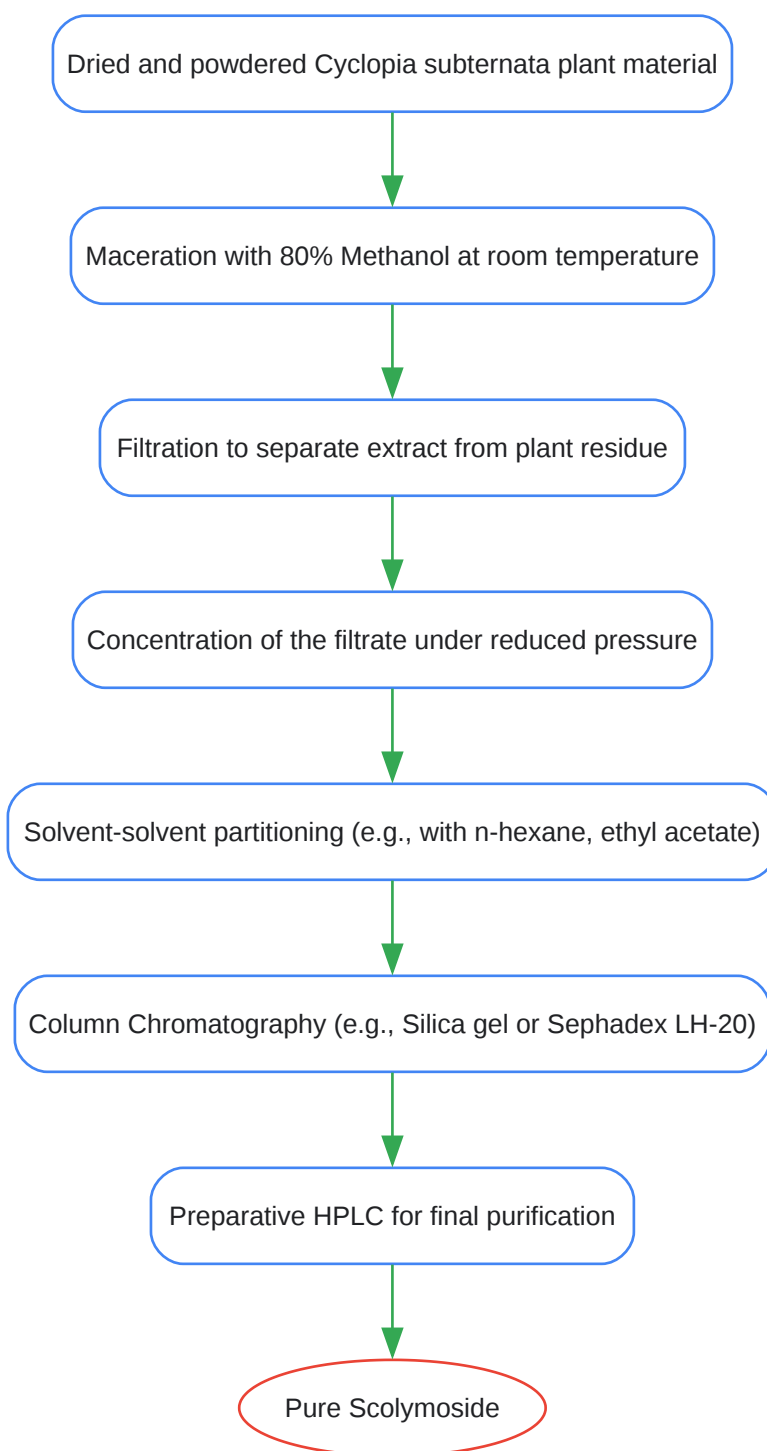 Dried and powdered Cyclopia subternata plant material
Maceration with 80% Methanol at room temperature
Filtration to separate extract from plant residue
Concentration of the filtrate under reduced pressure
Solvent-solvent partitioning (e.g., with n-hexane, ethyl acetate)
Column Chromatography (e.g., Silica gel or Sephadex LH-20)
Preparative HPLC for final purification
Pure Scolymoside